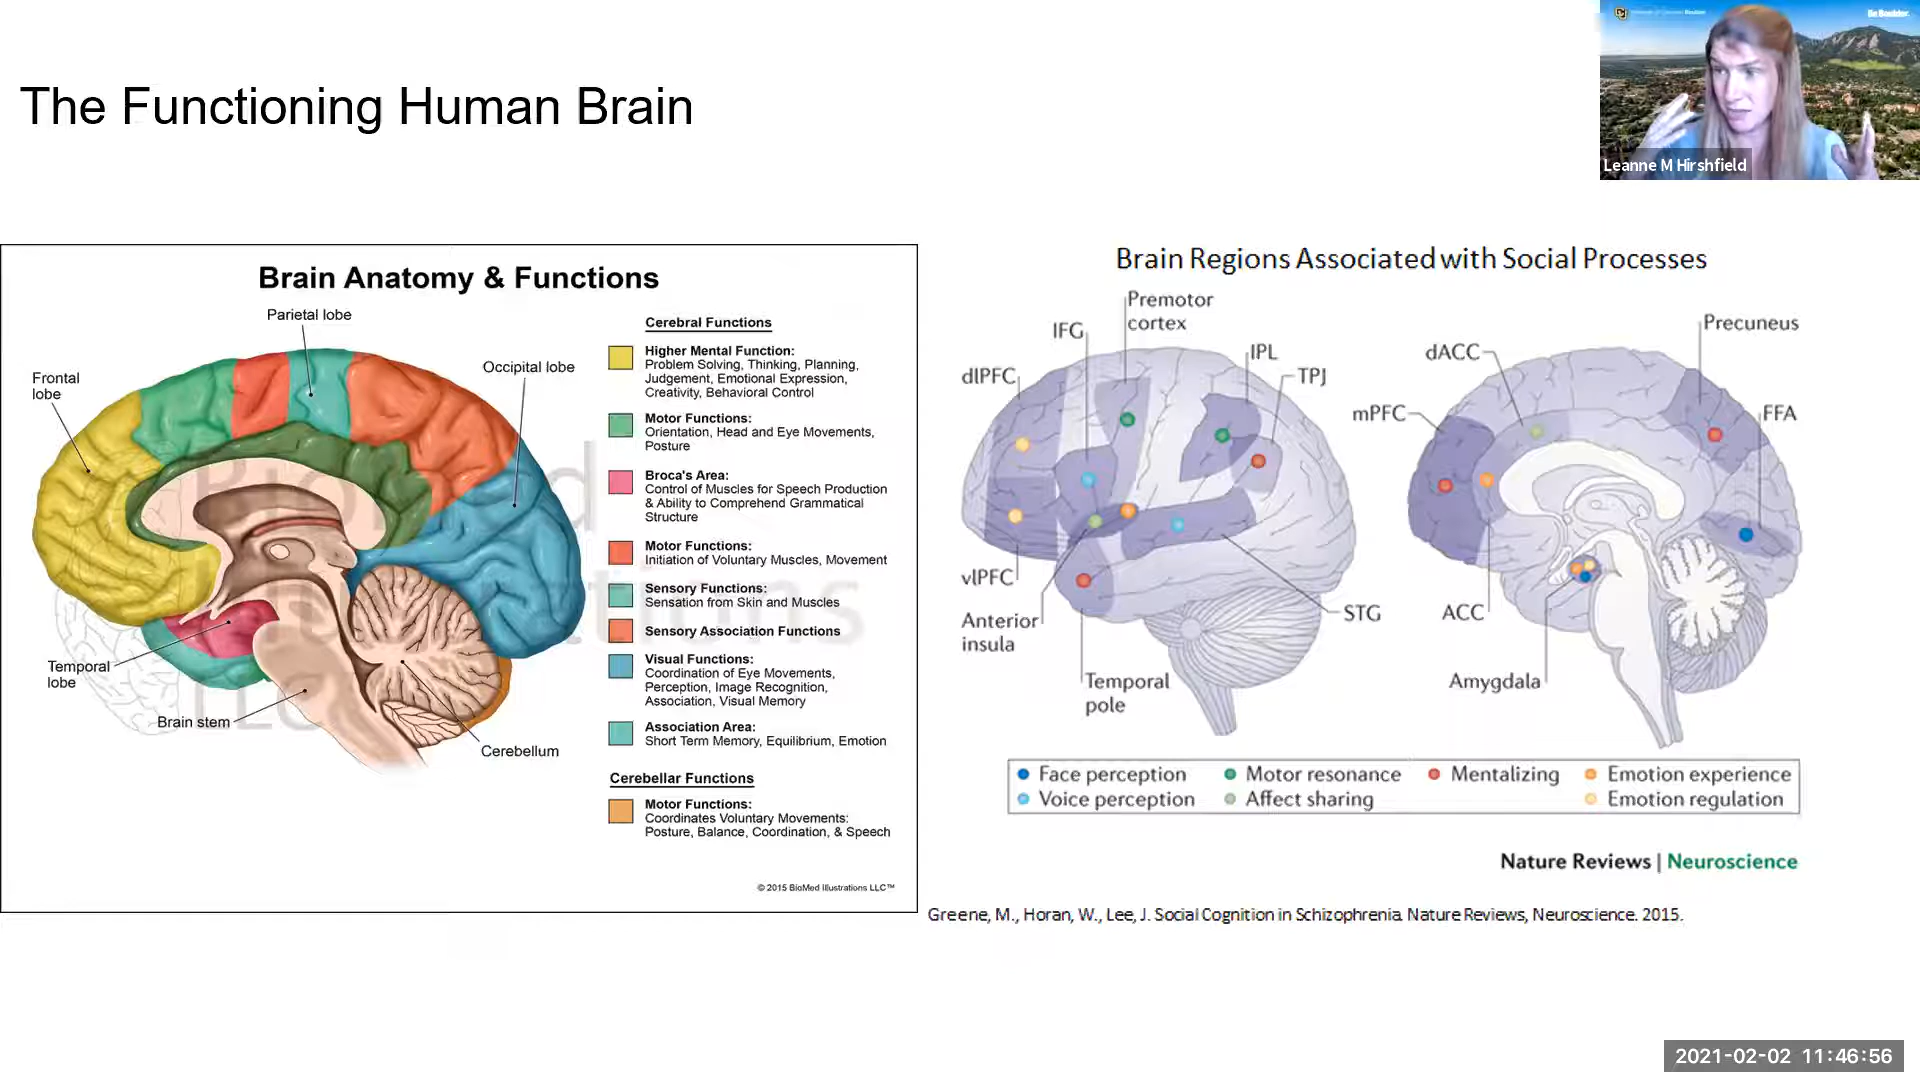 The Functioning Human Brain
Be Boulder.
Leanne M Hirshfield
Brain Anatomy & Functions
Parietal lobe
Occipital lobe
Frontal
lobe
Temporal
lobe
Brain stem
Cerebellum
Cerebral Functions
Higher Mental Function:
Problem Solving, Thinking, Planning,
Judgement, Emotional Expression,
Creativity, Behavioral Control
Motor Functions:
Orientation, Head and Eye Movements,
Posture
Broca's Area:
Control of Muscles for Speech Production
& Ability to Comprehend Grammatical
Structure
Motor Functions:
Initiation of Voluntary Muscles, Movement
Sensory Functions:
Sensation from Skin and Muscles
Sensory Association Functions
Visual Functions:
Coordination of Eye Movements,
Perception, Image Recognition,
Association, Visual Memory
Association Area:
Short Term Memory, Equilibrium, Emotion
Cerebellar Functions
Motor Functions:
Coordinates Voluntary Movements:
Posture, Balance, Coordination, & Speech
© 2015 BioMed Illustrations LLC™
Brain Regions Associated with Social Processes
Premotor
cortex
IFG
IPL
dlPFC
TPJ
vlPFC
Anterior
insula
STG
Temporal
pole
Precuneus
dACC
mPFC
FFA
ACC
Amygdala
Face perception
Motor resonance
Mentalizing
Emotion experience
Voice perception
Affect sharing
Emotion regulation
Nature Reviews | Neuroscience
Greene, M., Horan, W., Lee, J. Social Cognition in Schizophrenia. Nature Reviews, Neuroscience. 2015.
2021-02-02 11:46:56